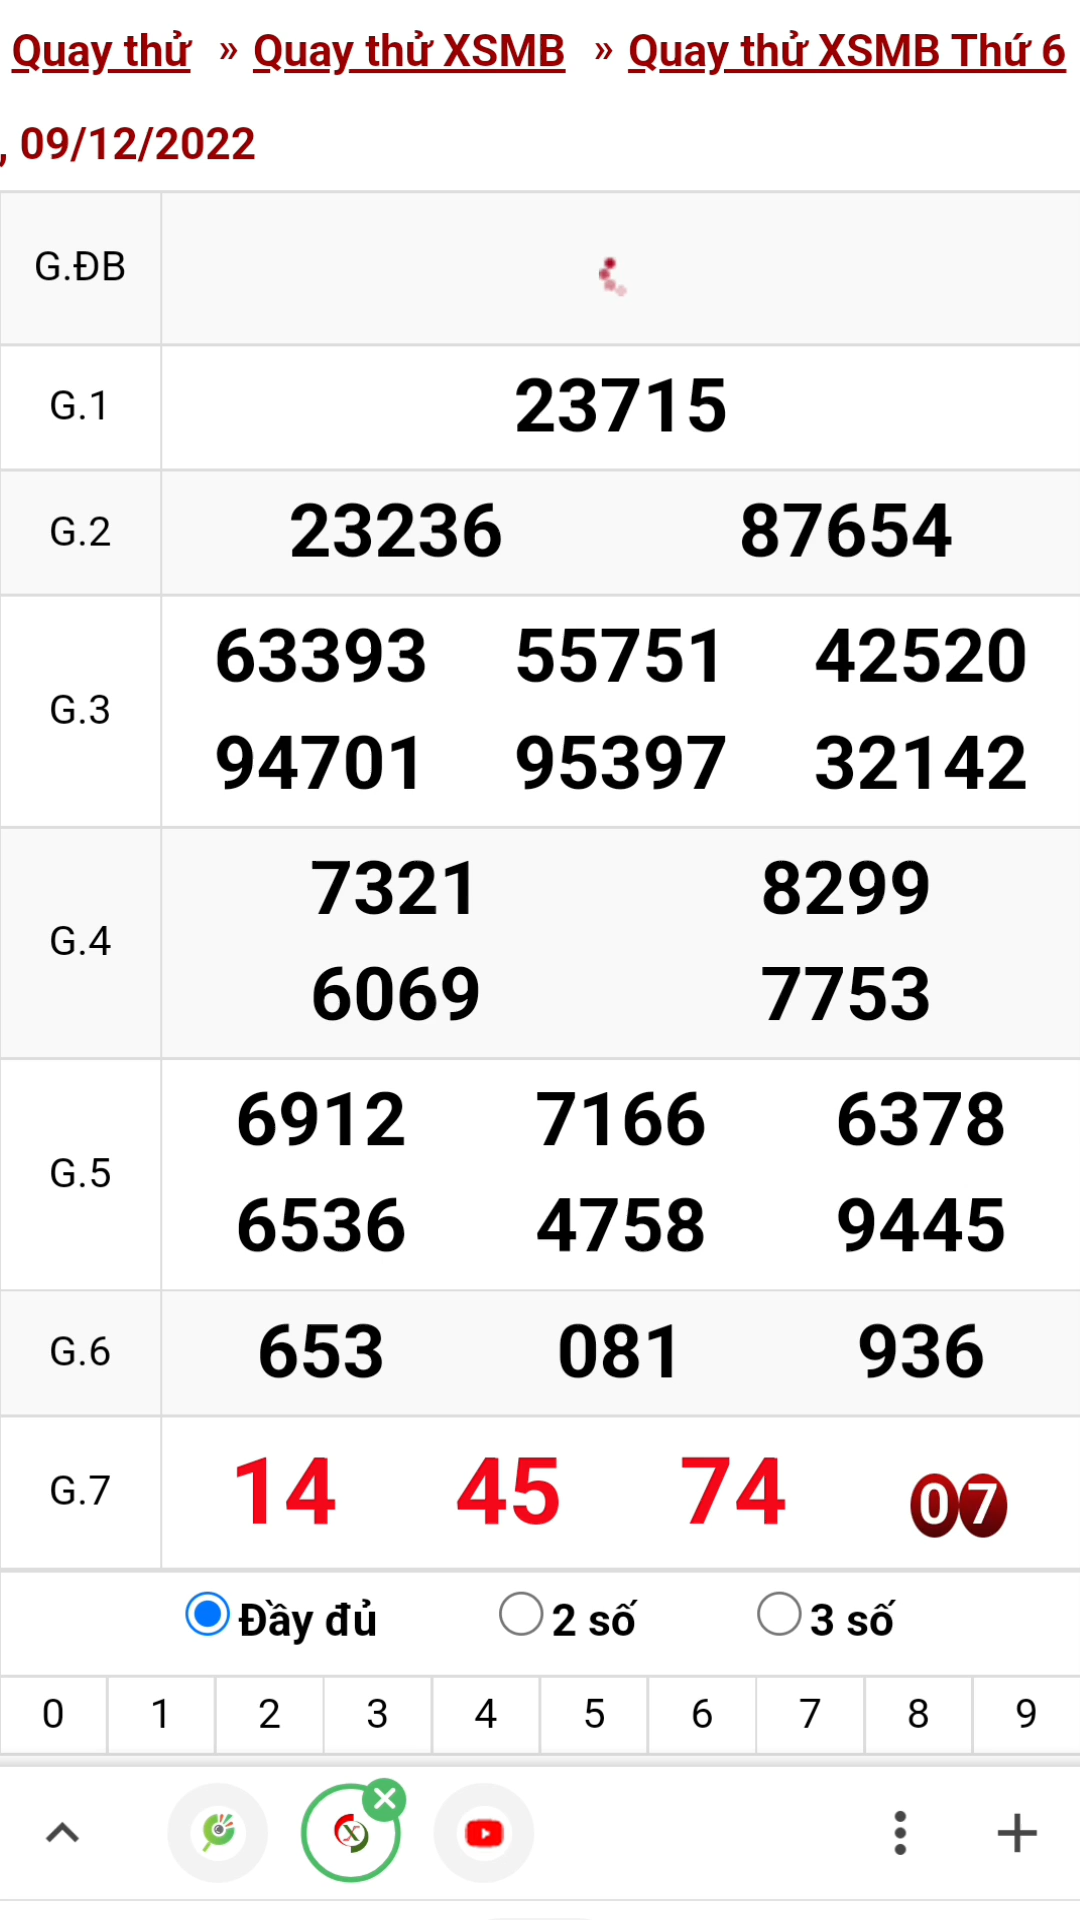 Quay thử » Quay thử XSMB » Quay thử XSMB Thứ 6
, 09/12/2022
G.ĐB
G.1 23715
G.2 23236 87654
63393 55751 42520
G.3
94701 95397 32142
7321 8299
G.4
6069 7753
6912 7166 6378
G.5
6536 4758 9445
G.6 653 081 936
G.7 14 45 74 07
Đầy đủ 2 số 3 số
0 1 2 3 4 5 6 7 8 9
X